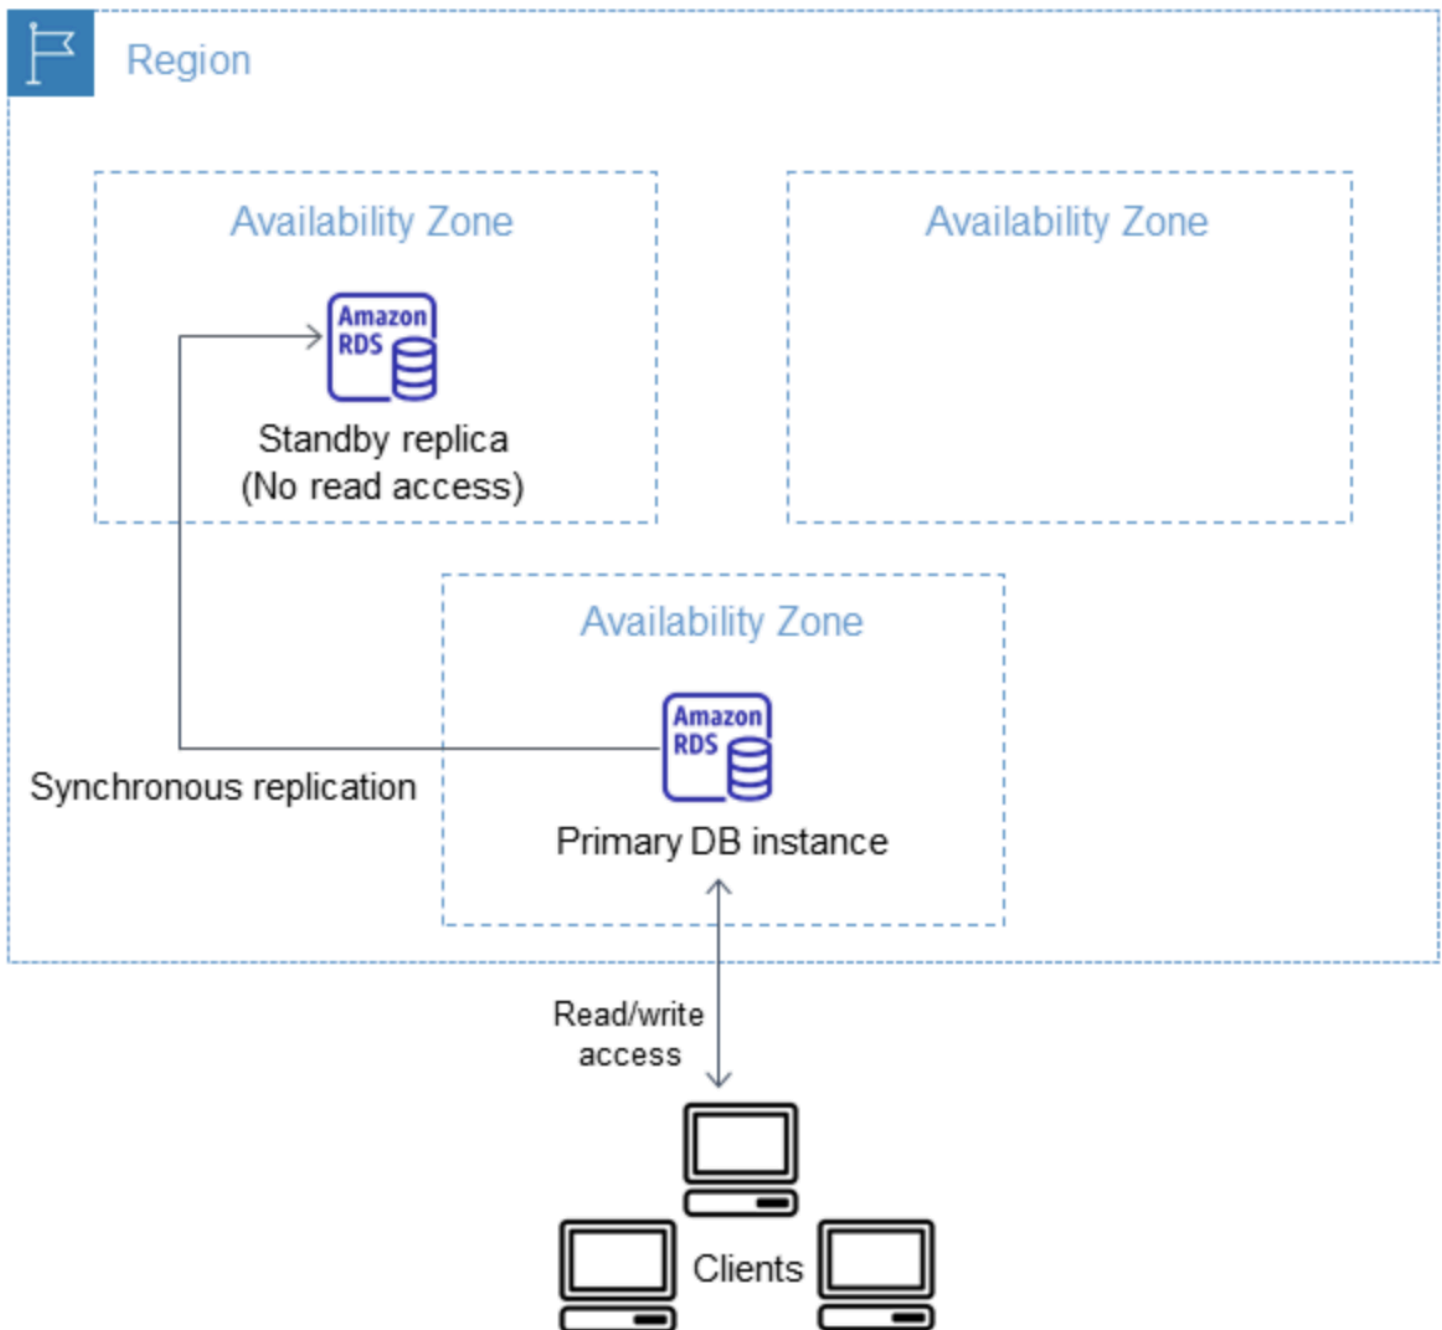 Region
Availability Zone
Availability Zone
Amazon
RDS
Standby replica
(No read access)
Availability Zone
Amazon
RDS
Synchronous replication
Primary DB instance
Read/write
access
Clients